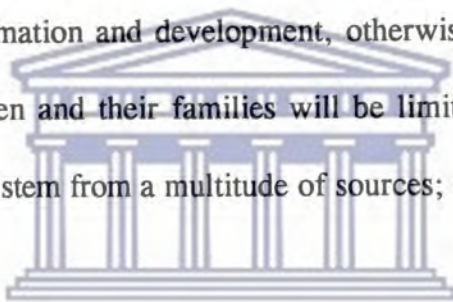 mation and development, otherwis
en and their families will be limit
stem from a multitude of sources;